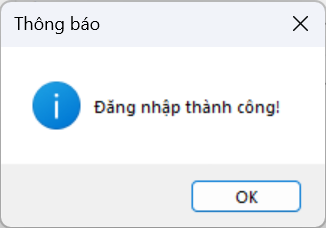 Thông báo
Đăng nhập thành công!
OK